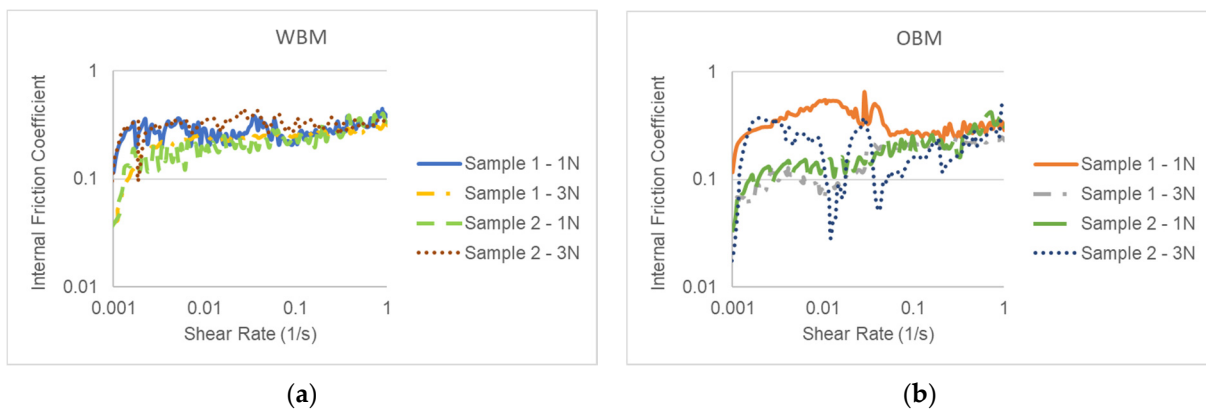 WBM
Internal Friction Coefficient
1
0.1
0.01
0.001
0.01
0.1
1
Shear Rate (1/s)
Sample 1 - 1N
Sample 1 - 3N
Sample 2 - 1N
Sample 2 - 3N
(a)
OBM
Internal Friction Coefficient
1
0.1
0.01
0.001
0.01
0.1
1
Shear Rate (1/s)
Sample 1 - 1N
Sample 1 - 3N
Sample 2 - 1N
Sample 2 - 3N
(b)